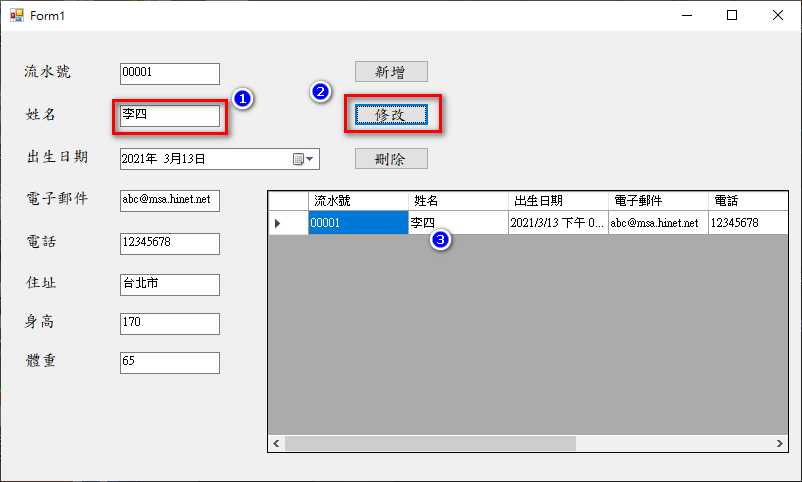 Form1
流水號 00001 新增
1 2
姓名 李四 修改
出生日期 2021年 3月13日 刪除
電子郵件 abc@msa.hinet.net
流水號 姓名 出生日期 電子郵件 電話
00001 李四 2021/3/13 下午 0... abc@msa.hinet.net 12345678
3
電話 12345678
住址 台北市
身高 170
體重 65